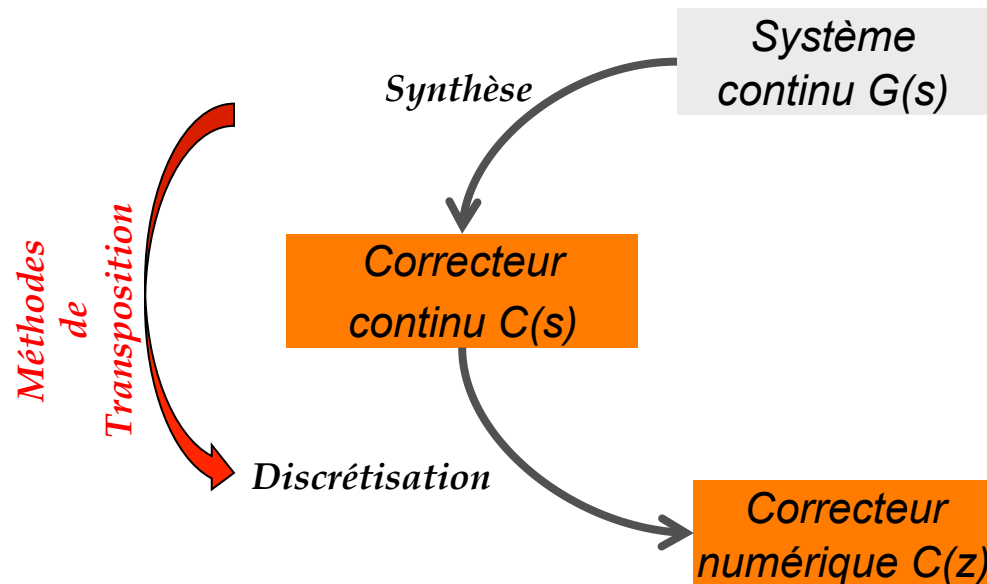 Système
continu G(s)
Synthèse
Méthodes
de
Transposition
Correcteur
continu C(s)
Discrétisation
Correcteur
numérique C(z)